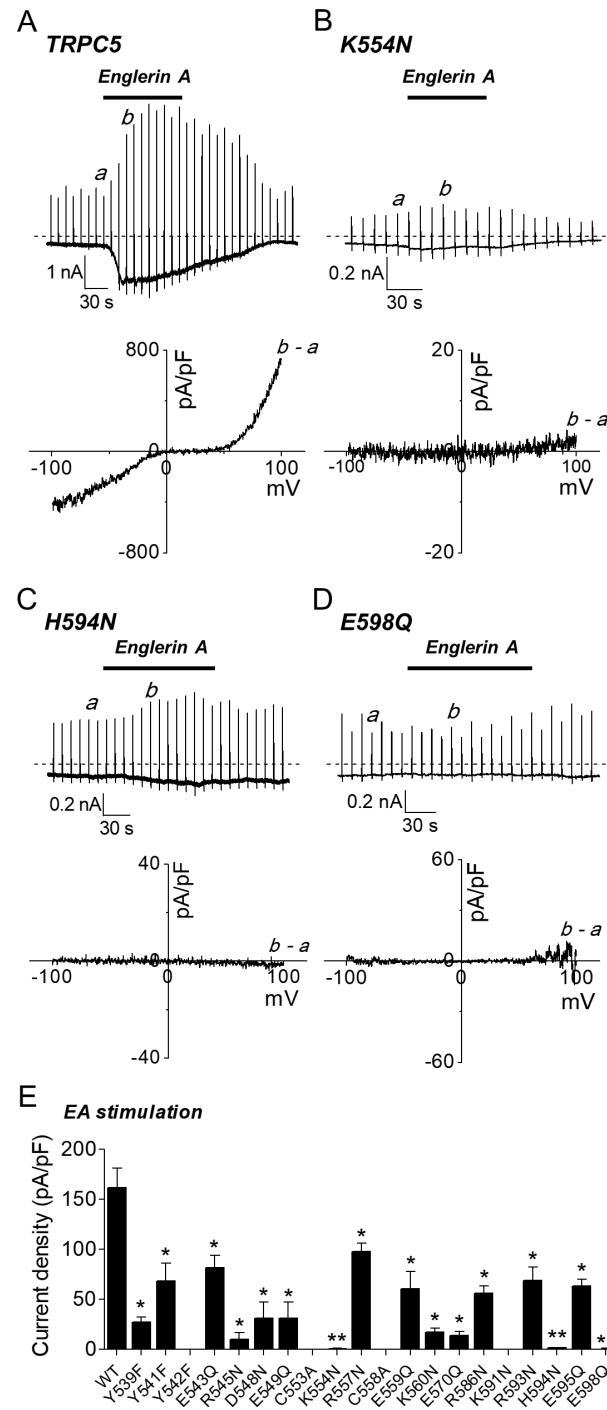 A
TRPC5
Englerin A
b
a
1 nA
30 s
800
pA/pF
b - a
0
-100
0
100
mV
-800
B
K554N
Englerin A
a
b
0.2 nA
30 s
20
pA/pF
b - a
0
-100
0
100
mV
-20
C
H594N
Englerin A
a
b
0.2 nA
30 s
40
pA/pF
b - a
0
-100
0
100
mV
-40
D
E598Q
Englerin A
a
b
0.2 nA
30 s
60
pA/pF
b - a
0
-100
0
100
mV
-60
E
EA stimulation
Current density (pA/pF)
200
150
100
50
0
* * * * * * ** * * * * * * ** * *
WT
Y539F
Y541F
Y542F
E543Q
R545N
D548N
E549Q
C553A
K554N
R557N
C558A
E559Q
K560N
E570Q
R586N
K591N
R593N
H594N
E595Q
E598Q